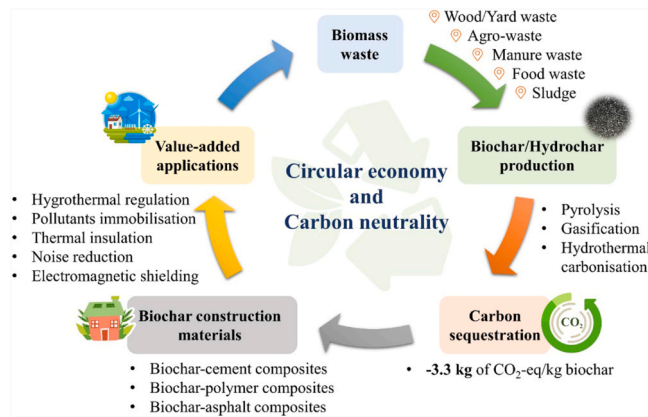 Biomass
waste
Wood/Yard waste
Agro-waste
Manure waste
Food waste
Sludge
Biochar/Hydrochar
production
• Pyrolysis
• Gasification
• Hydrothermal
carbonisation
Carbon
sequestration
CO₂
• -3.3 kg of CO₂-eq/kg biochar
Biochar construction
materials
• Biochar-cement composites
• Biochar-polymer composites
• Biochar-asphalt composites
Value-added
applications
• Hygrothermal regulation
• Pollutants immobilisation
• Thermal insulation
• Noise reduction
• Electromagnetic shielding
Circular economy
and
Carbon neutrality